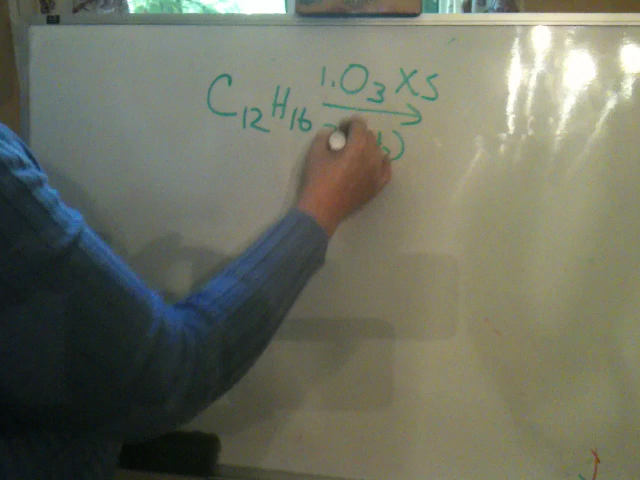 1. O₃ XS
C₁₂H₁₆ →